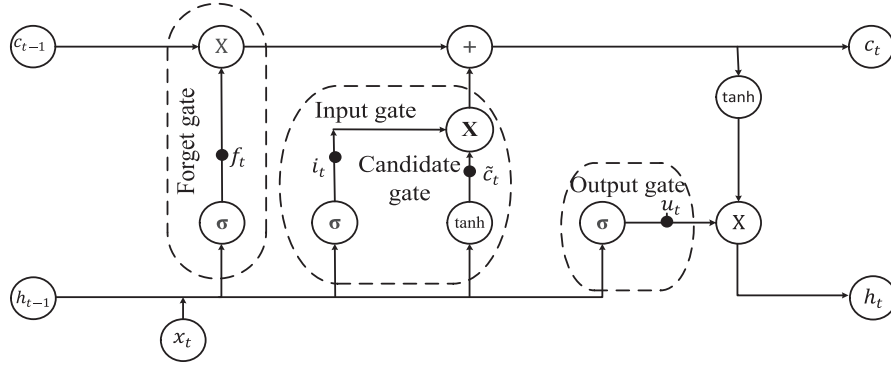 c_{t−1}
X
+
c_t
tanh
Forget gate
Input gate
X
f_t
i_t
Candidate
gate
c̃_t
Output gate
u_t
σ
σ
tanh
σ
X
h_{t−1}
h_t
x_t